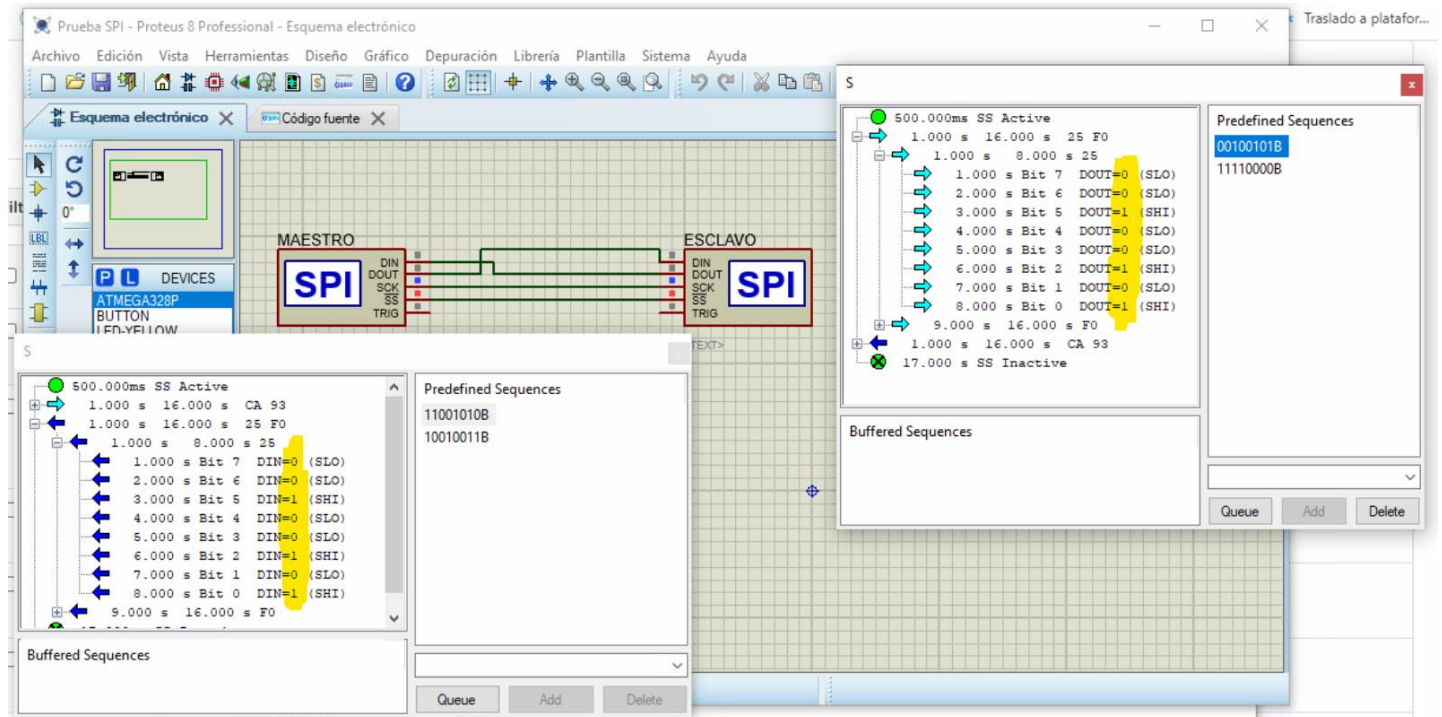 Prueba SPI - Proteus 8 Professional - Esquema electrónico
Traslado a platafor...
Archivo Edición Vista Herramientas Diseño Gráfico Depuración Librería Plantilla Sistema Ayuda
Esquema electrónico
Código fuente
0°
P L DEVICES
ATMEGA328P
BUTTON
LED-YELLOW
LBL
MAESTRO
SPI
DIN
DOUT
SCK
SS
TRIG
ESCLAVO
DIN
DOUT
SCK
SS
TRIG
SPI
TEXT>
S
500.000ms SS Active
1.000 s 16.000 s 25 F0
1.000 s 8.000 s 25
1.000 s Bit 7 DOUT=0 (SLO)
2.000 s Bit 6 DOUT=0 (SLO)
3.000 s Bit 5 DOUT=1 (SHI)
4.000 s Bit 4 DOUT=0 (SLO)
5.000 s Bit 3 DOUT=0 (SLO)
6.000 s Bit 2 DOUT=1 (SHI)
7.000 s Bit 1 DOUT=0 (SLO)
8.000 s Bit 0 DOUT=1 (SHI)
9.000 s 16.000 s F0
1.000 s 16.000 s CA 93
17.000 s SS Inactive
Predefined Sequences
00100101B
11110000B
Buffered Sequences
Queue Add Delete
S
500.000ms SS Active
1.000 s 16.000 s CA 93
1.000 s 16.000 s 25 F0
1.000 s 8.000 s 25
1.000 s Bit 7 DIN=0 (SLO)
2.000 s Bit 6 DIN=0 (SLO)
3.000 s Bit 5 DIN=1 (SHI)
4.000 s Bit 4 DIN=0 (SLO)
5.000 s Bit 3 DIN=0 (SLO)
6.000 s Bit 2 DIN=1 (SHI)
7.000 s Bit 1 DIN=0 (SLO)
8.000 s Bit 0 DIN=1 (SHI)
9.000 s 16.000 s F0
Predefined Sequences
11001010B
10010011B
Buffered Sequences
Queue Add Delete